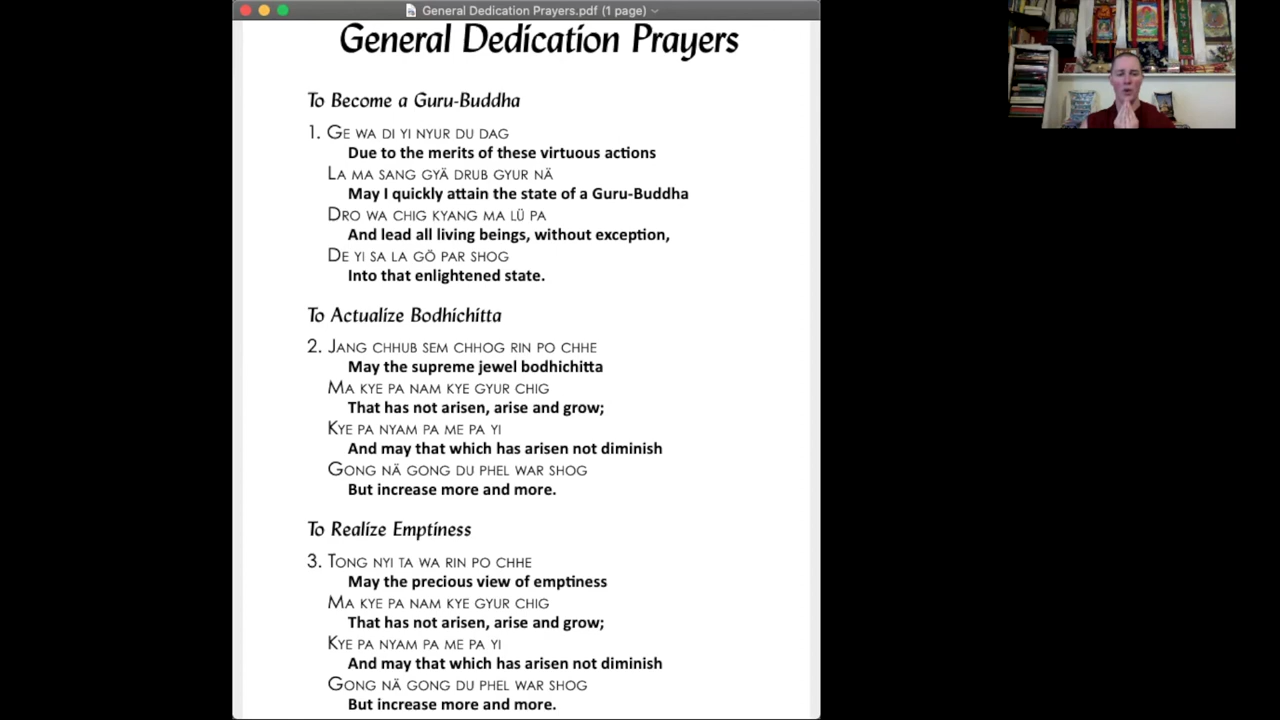 General Dedication Prayers.pdf (1 page)
General Dedication Prayers
To Become a Guru-Buddha
1. GE WA DI YI NYUR DU DAG
Due to the merits of these virtuous actions
LA MA SANG GYÄ DRUB GYUR NÄ
May I quickly attain the state of a Guru-Buddha
DRO WA CHIG KYANG MA LÜ PA
And lead all living beings, without exception,
DE YI SA LA GÖ PAR SHOG
Into that enlightened state.
To Actualize Bodhichitta
2. JANG CHHUB SEM CHHOG RIN PO CHHE
May the supreme jewel bodhichitta
MA KYE PA NAM KYE GYUR CHIG
That has not arisen, arise and grow;
KYE PA NYAM PA ME PA YI
And may that which has arisen not diminish
GONG NÄ GONG DU PHEL WAR SHOG
But increase more and more.
To Realize Emptiness
3. TONG NYI TA WA RIN PO CHHE
May the precious view of emptiness
MA KYE PA NAM KYE GYUR CHIG
That has not arisen, arise and grow;
KYE PA NYAM PA ME PA YI
And may that which has arisen not diminish
GONG NÄ GONG DU PHEL WAR SHOG
But increase more and more.